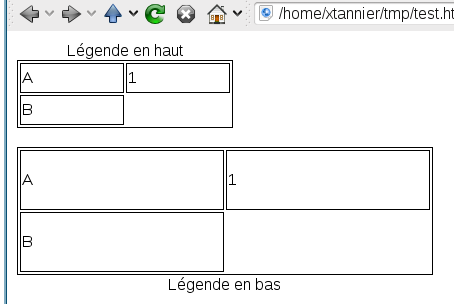 /home/xtannier/tmp/test.ht
Légende en haut
A 1
B
A 1
B
Légende en bas